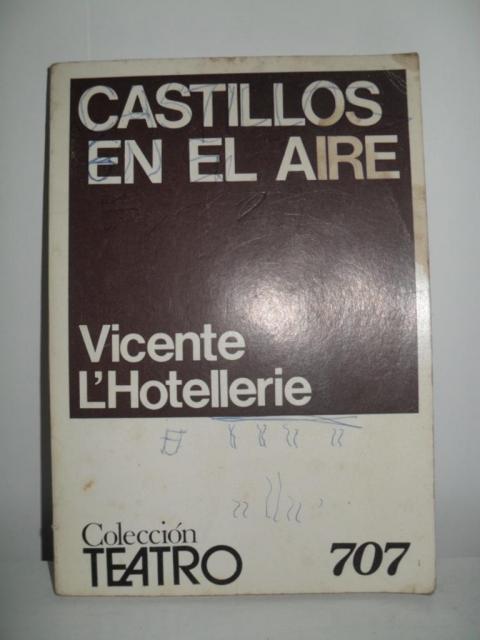 CASTILLOS
EN EL AIRE
Vicente
L'Hotellerie
Colección
TEATRO
707